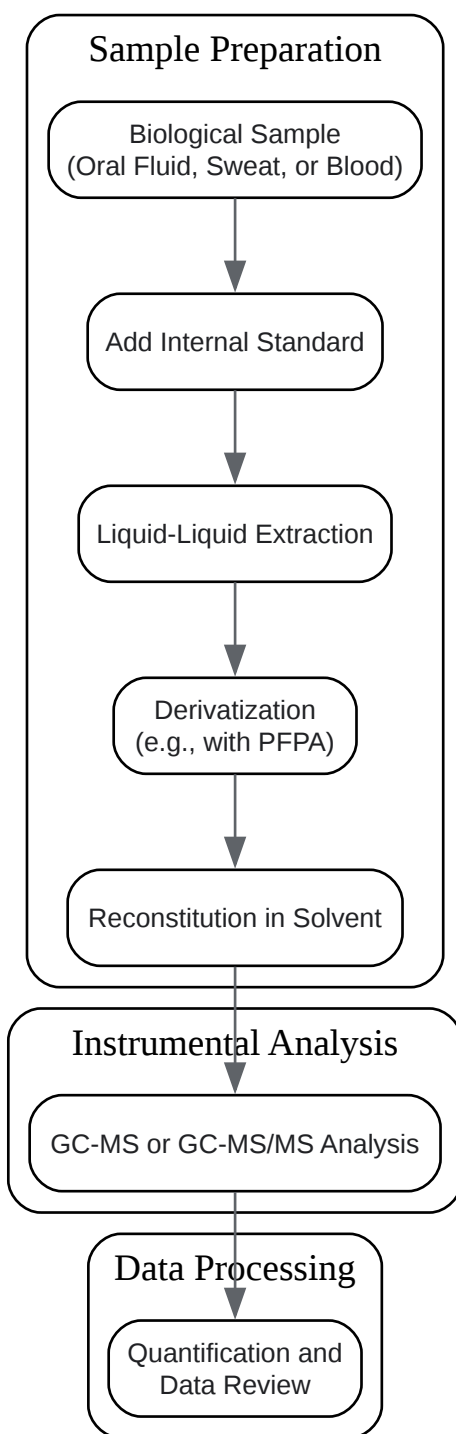 Sample Preparation
Biological Sample
(Oral Fluid, Sweat, or Blood)
Add Internal Standard
Liquid-Liquid Extraction
Derivatization
(e.g., with PFPA)
Reconstitution in Solvent
Instrumental Analysis
GC-MS or GC-MS/MS Analysis
Data Processing
Quantification and
Data Review